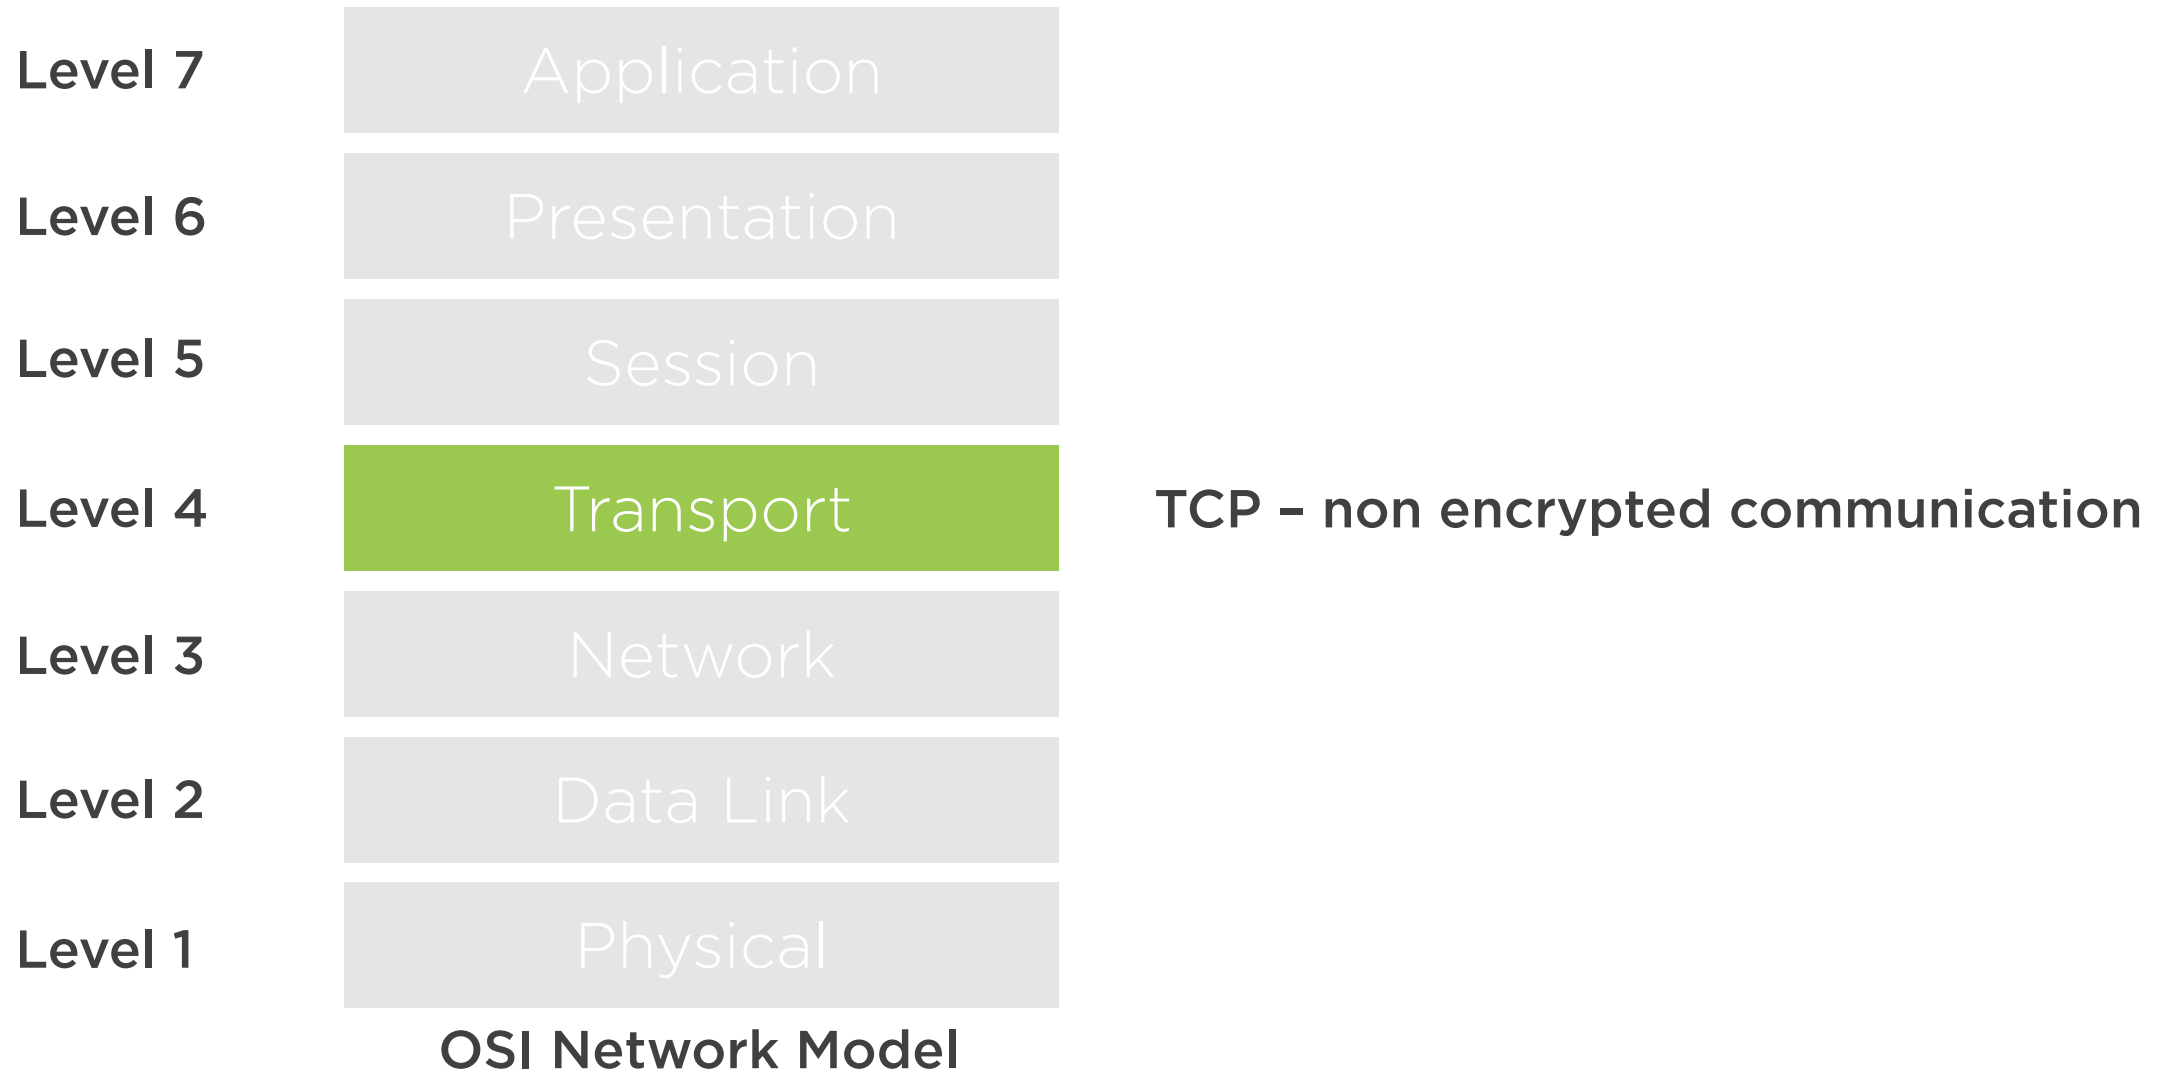 Level 7 Application
Level 6 Presentation
Level 5 Session
Level 4 Transport TCP – non encrypted communication
Level 3 Network
Level 2 Data Link
Level 1 Physical
OSI Network Model